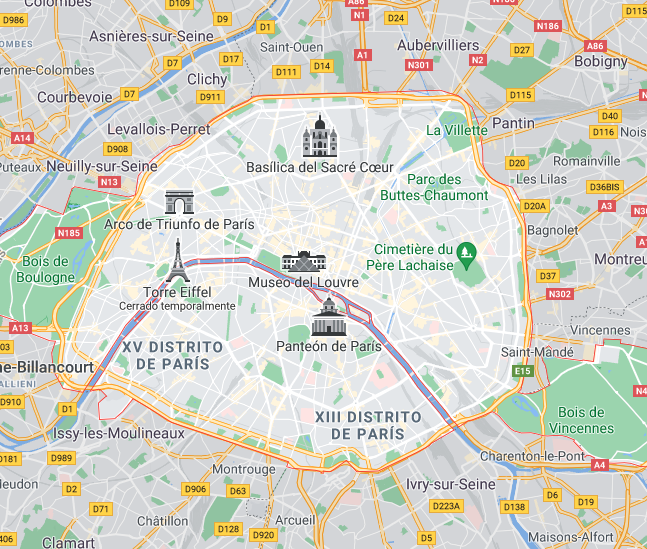 Colombes
D986
D109
D9
A86
N1
D24
N186
D115
Asnières-sur-Seine
Saint-Ouen
Aubervilliers
D27
A86
OMBES
D7
D17
D14
A1
N301
N2
Bobigny
renne-Colombes
Clichy
D111
Courbevoie
D7
D911
D115
D40
Levallois-Perret
La Villette
Pantin
D116
Nois
A14
D908
Basílica del Sacré Cœur
Puteaux
Neuilly-sur-Seine
D20
Romainville
N13
Parc des
Buttes-Chaumont
Les Lilas
D36BIS
A3
D20A
N185
Arco de Triunfo de París
Bagnolet
Bois de
Boulogne
Cimetière du
Père Lachaise
Montreu
D37
Torre Eiffel
Cerrado temporalmente
Museo del Louvre
N302
A13
Vincennes
03
XV DISTRITO
DE PARÍS
Panteón de París
Saint-Mandé
ne-Billancourt
E15
ALLIENI
D910
D1
XIII DISTRITO
DE PARÍS
Bois de
Vincennes
Issy-les-Moulineaux
D181
D989
Charenton-le-Pont
A4
Montrouge
eudon
D2
D906
D63
Ivry-sur-Seine
D6
D19
D71
D223A
D138
Châtillon
Arcueil
406
D128
D920
D5
Maisons-Alfort
Clamart